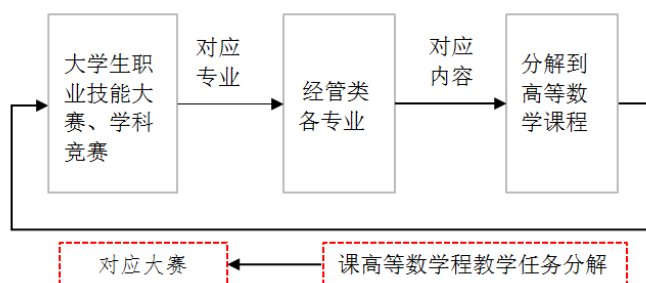 大学生职
业技能大
赛、学科
竞赛
对应
专业
经管类
各专业
对应
内容
分解到
高等数
学课程
对应大赛
课高等数学程教学任务分解